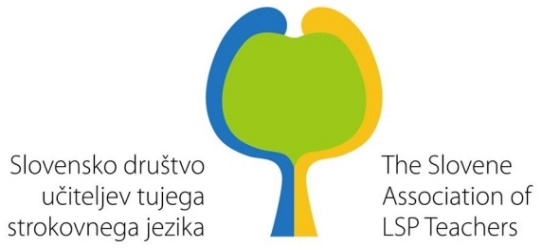 Slovensko društvo
učiteljev tujega
strokovnega jezika
The Slovene
Association of
LSP Teachers